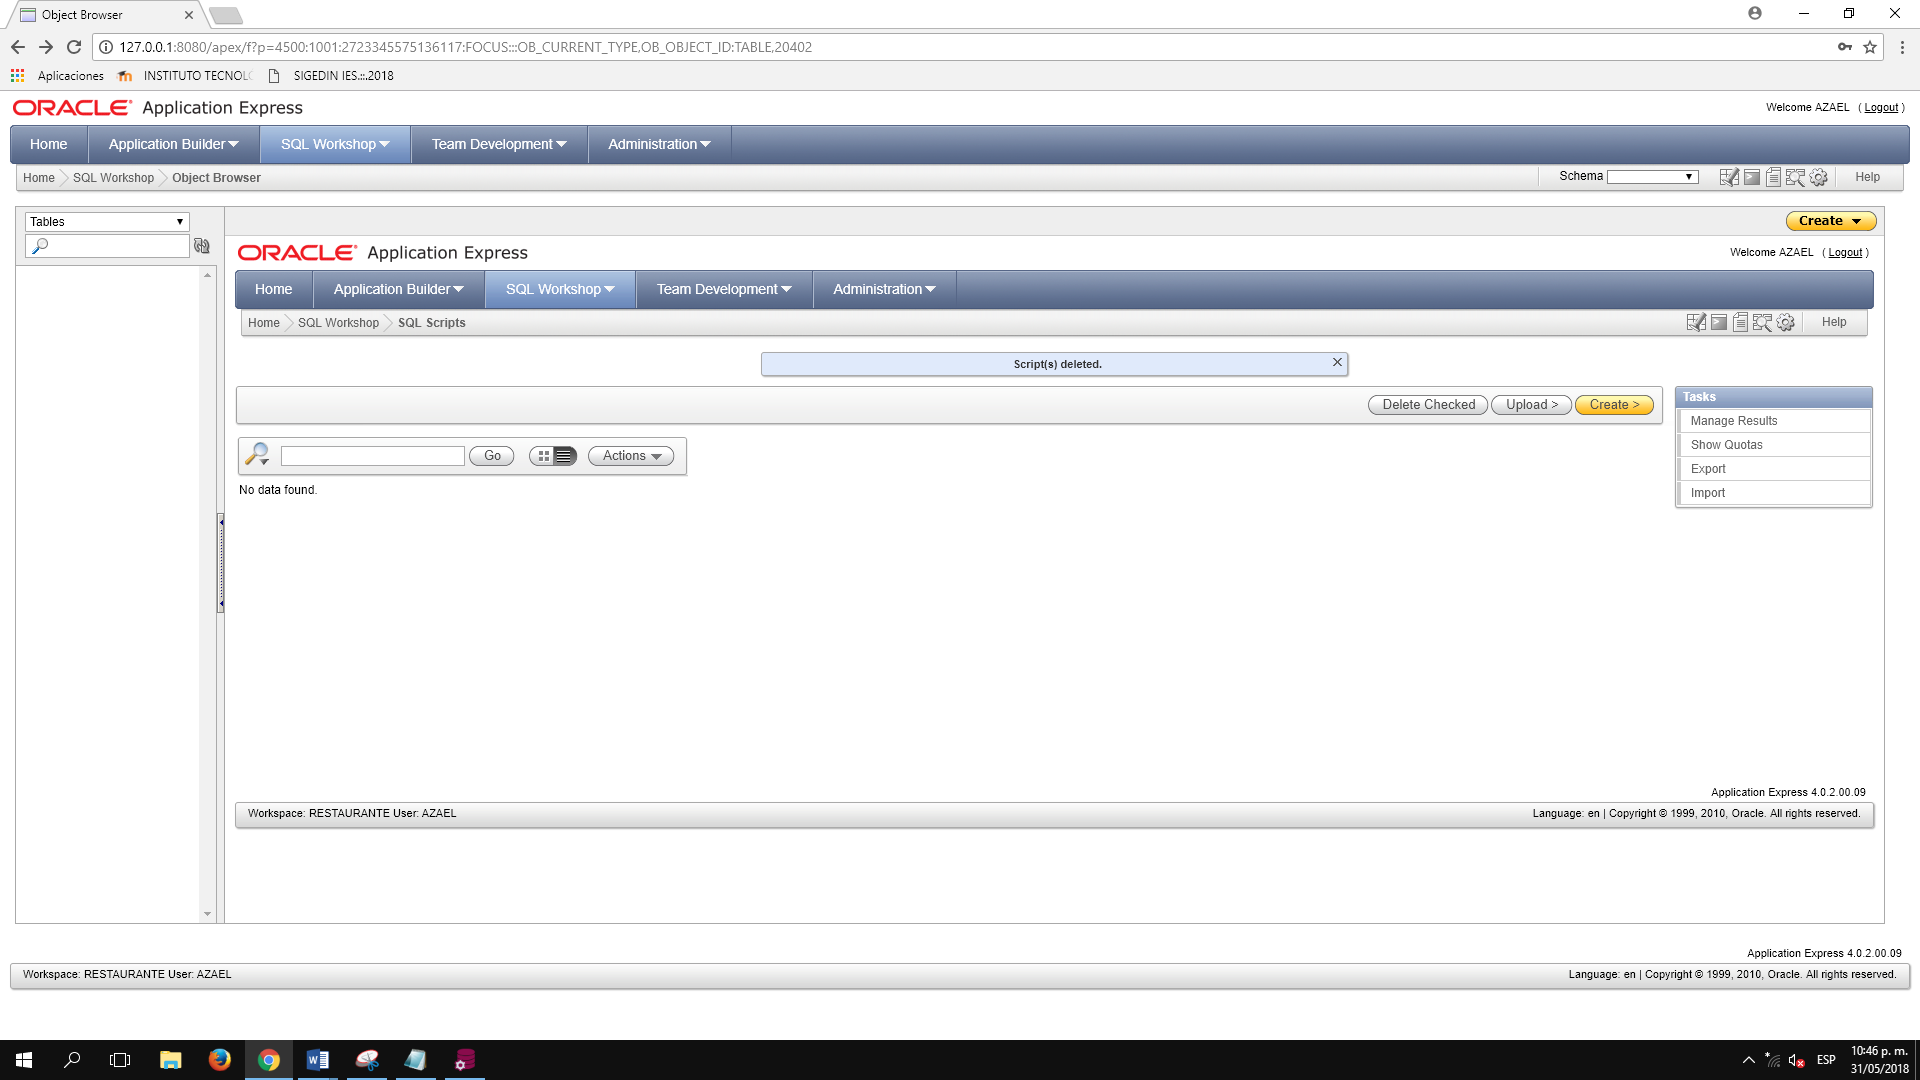 Object Browser
127.0.0.1:8080/apex/f?p=4500:1001:2723345575136117:FOCUS:::OB_CURRENT_TYPE,OB_OBJECT_ID:TABLE,20402
Aplicaciones INSTITUTO TECNOL SIGEDIN IES.::.2018
ORACLE Application Express Welcome AZAEL ( Logout )
Home Application Builder SQL Workshop Team Development Administration
Home SQL Workshop Object Browser Schema Help
Tables
Create
ORACLE Application Express Welcome AZAEL ( Logout )
Home Application Builder SQL Workshop Team Development Administration
Home SQL Workshop SQL Scripts Help
Script(s) deleted.
Delete Checked Upload > Create >
Tasks
Manage Results
Show Quotas
Export
Import
Go Actions
No data found.
Application Express 4.0.2.00.09
Workspace: RESTAURANTE User: AZAEL Language: en | Copyright © 1999, 2010, Oracle. All rights reserved.
Application Express 4.0.2.00.09
Workspace: RESTAURANTE User: AZAEL Language: en | Copyright © 1999, 2010, Oracle. All rights reserved.
ESP
10:46 p. m.
31/05/2018